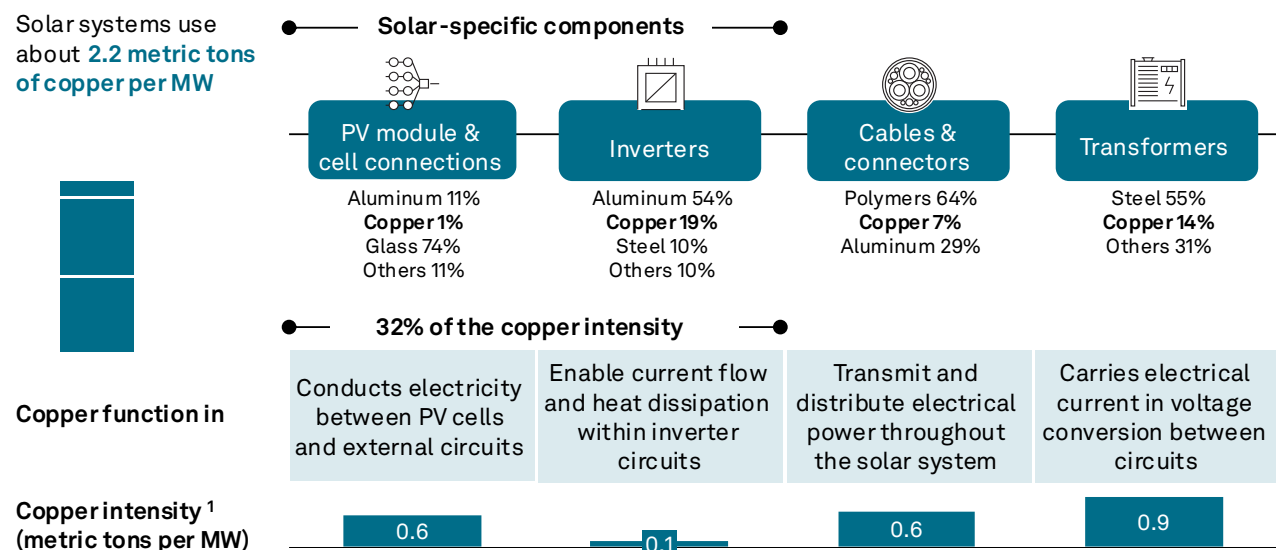 Solar systems use
about 2.2 metric tons
of copper per MW
Solar-specific components
PV module &
cell connections
Inverters
Cables &
connectors
Transformers
Aluminum 11%
Copper 1%
Glass 74%
Others 11%
Aluminum 54%
Copper 19%
Steel 10%
Others 10%
Polymers 64%
Copper 7%
Aluminum 29%
Steel 55%
Copper 14%
Others 31%
32% of the copper intensity
Copper function in
Conducts electricity
between PV cells
and external circuits
Enable current flow
and heat dissipation
within inverter
circuits
Transmit and
distribute electrical
power throughout
the solar system
Carries electrical
current in voltage
conversion between
circuits
Copper intensity 1
(metric tons per MW)
0.6
0.1
0.6
0.9